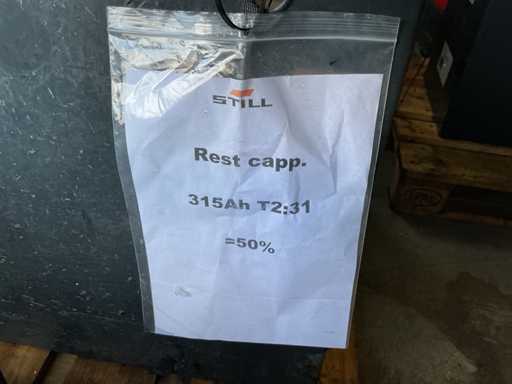 STILL
Rest capp.
315Ah T2:31
=50%